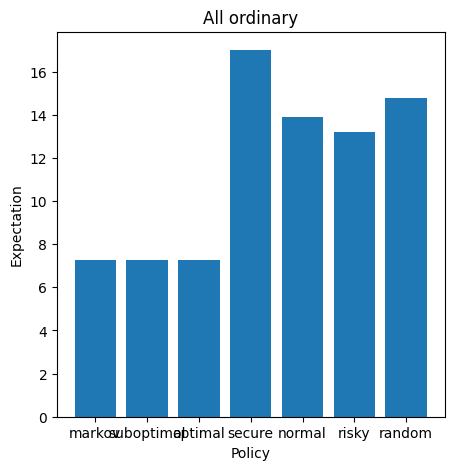 All ordinary
16
14
12
10
8
6
4
2
0
Expectation
markov suboptimal optimal secure normal risky random
Policy